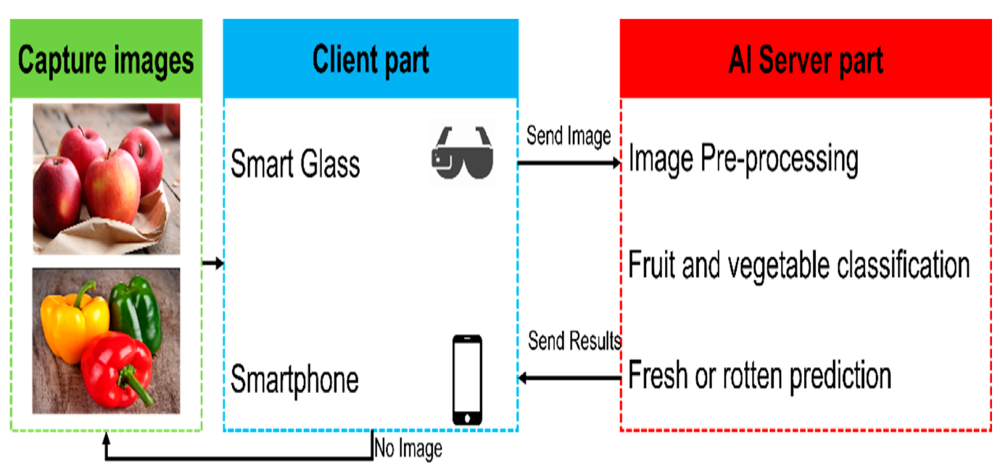 Capture images
Client part
AI Server part
Smart Glass
Send Image
Image Pre-processing
Fruit and vegetable classification
Smartphone
Send Results
Fresh or rotten prediction
No Image